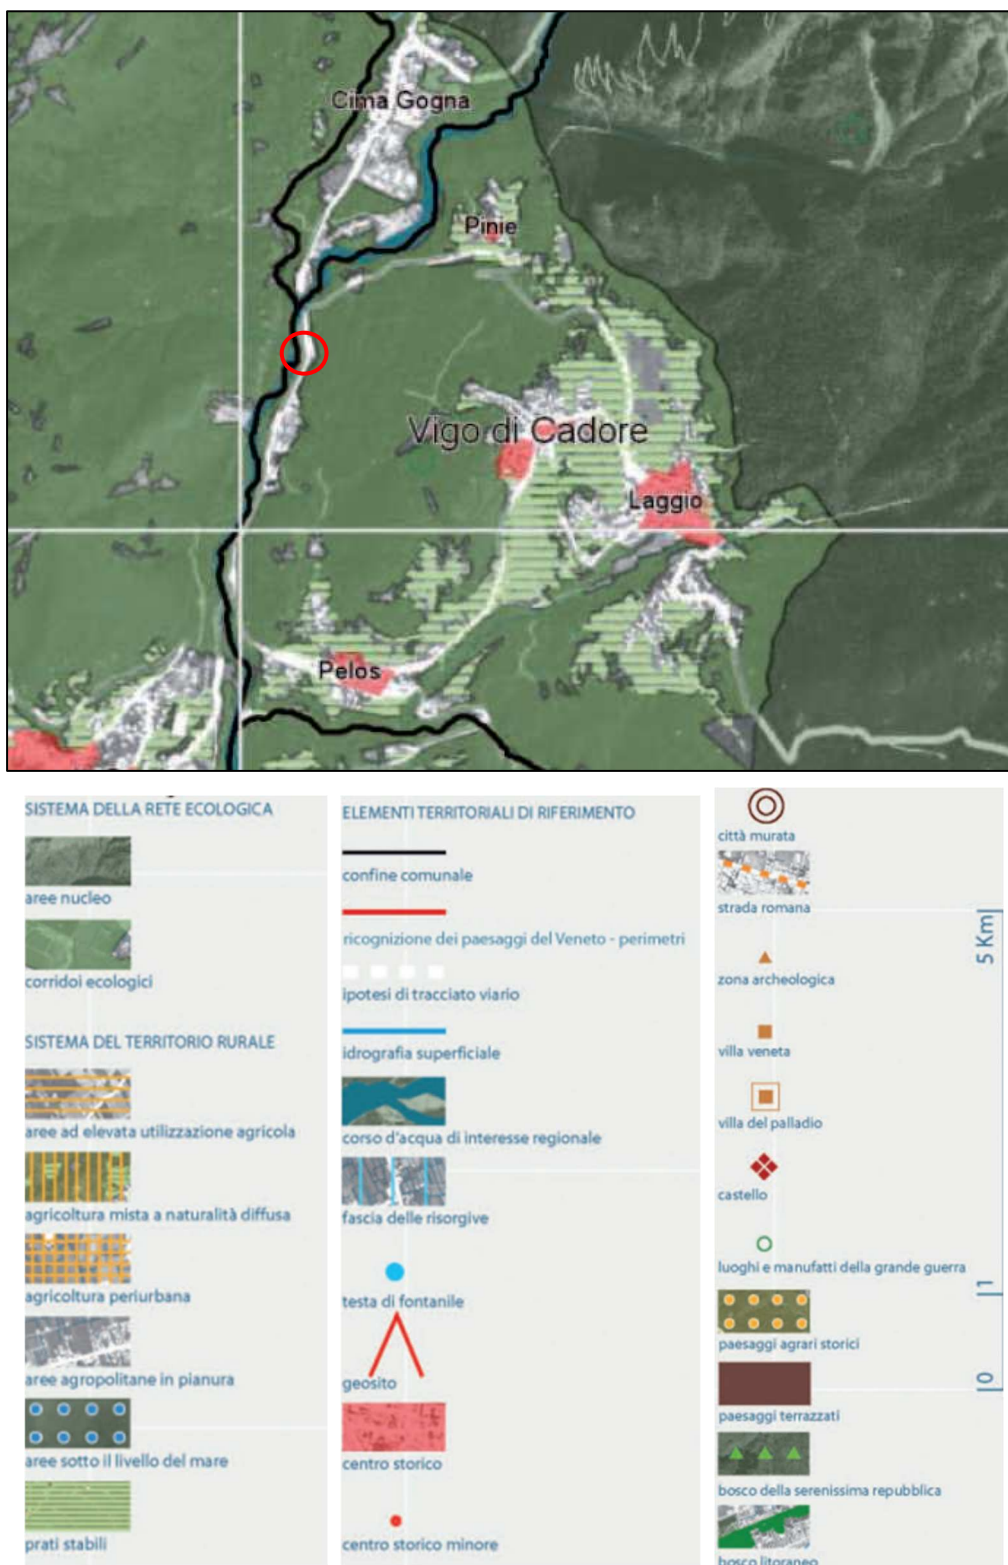 Cima Gogna
Pinie
Vigo di Cadore
Laggio
Pelos
SISTEMA DELLA RETE ECOLOGICA
aree nucleo
corridoi ecologici
SISTEMA DEL TERRITORIO RURALE
aree ad elevata utilizzazione agricola
agricoltura mista a naturalità diffusa
agricoltura periurbana
aree agropolitane in pianura
aree sotto il livello del mare
prati stabili
ELEMENTI TERRITORIALI DI RIFERIMENTO
confine comunale
ricognizione dei paesaggi del Veneto - perimetri
ipotesi di tracciato viario
idrografia superficiale
corso d'acqua di interesse regionale
fascia delle risorgive
testa di fontanile
geosito
centro storico
centro storico minore
città murata
strada romana
zona archeologica
villa veneta
villa del palladio
castello
luoghi e manufatti della grande guerra
paesaggi agrari storici
paesaggi terrazzati
bosco della serenissima repubblica
bosco litoraneo
5 Km
1
0